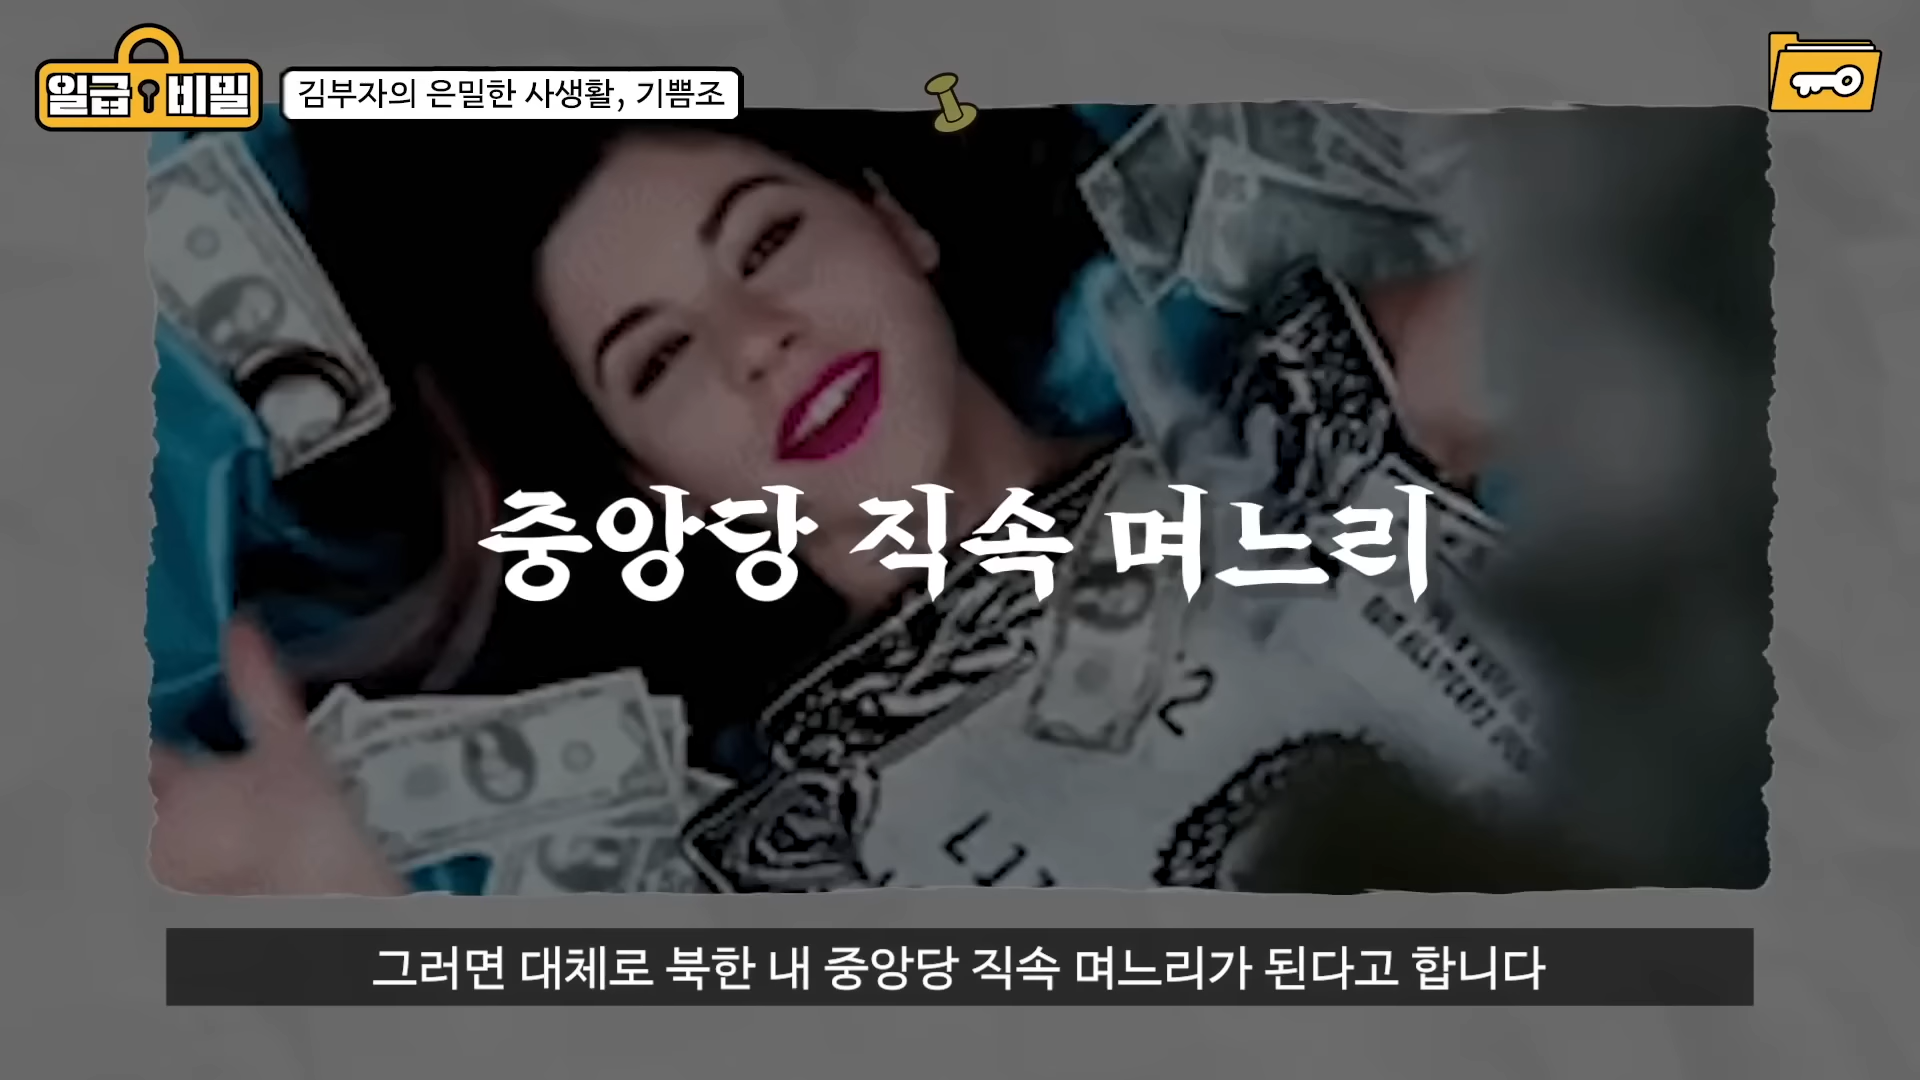 일급비밀
김부자의 은밀한 사생활, 기쁨조
중앙당 직속 며느리
2
그러면 대체로 북한 내 중앙당 직속 며느리가 된다고 합니다